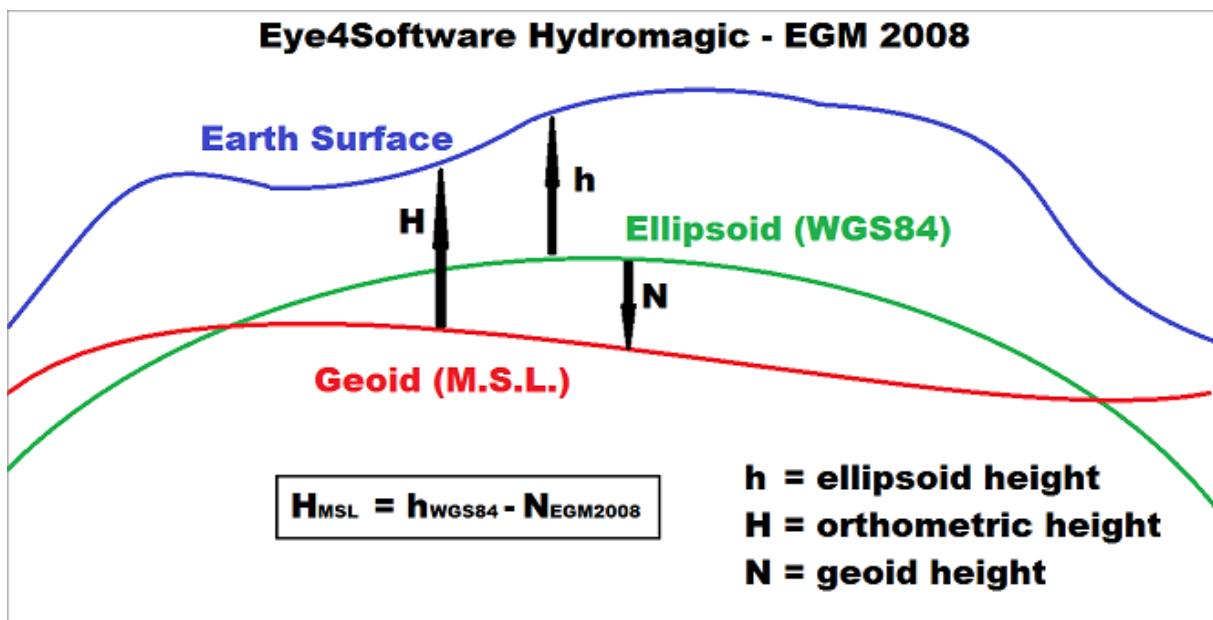 Eye4Software Hydromagic - EGM 2008
Earth Surface
h
H
Ellipsoid (WGS84)
N
Geoid (M.S.L.)
HMSL = hWGS84 - NEGM2008
h = ellipsoid height
H = orthometric height
N = geoid height